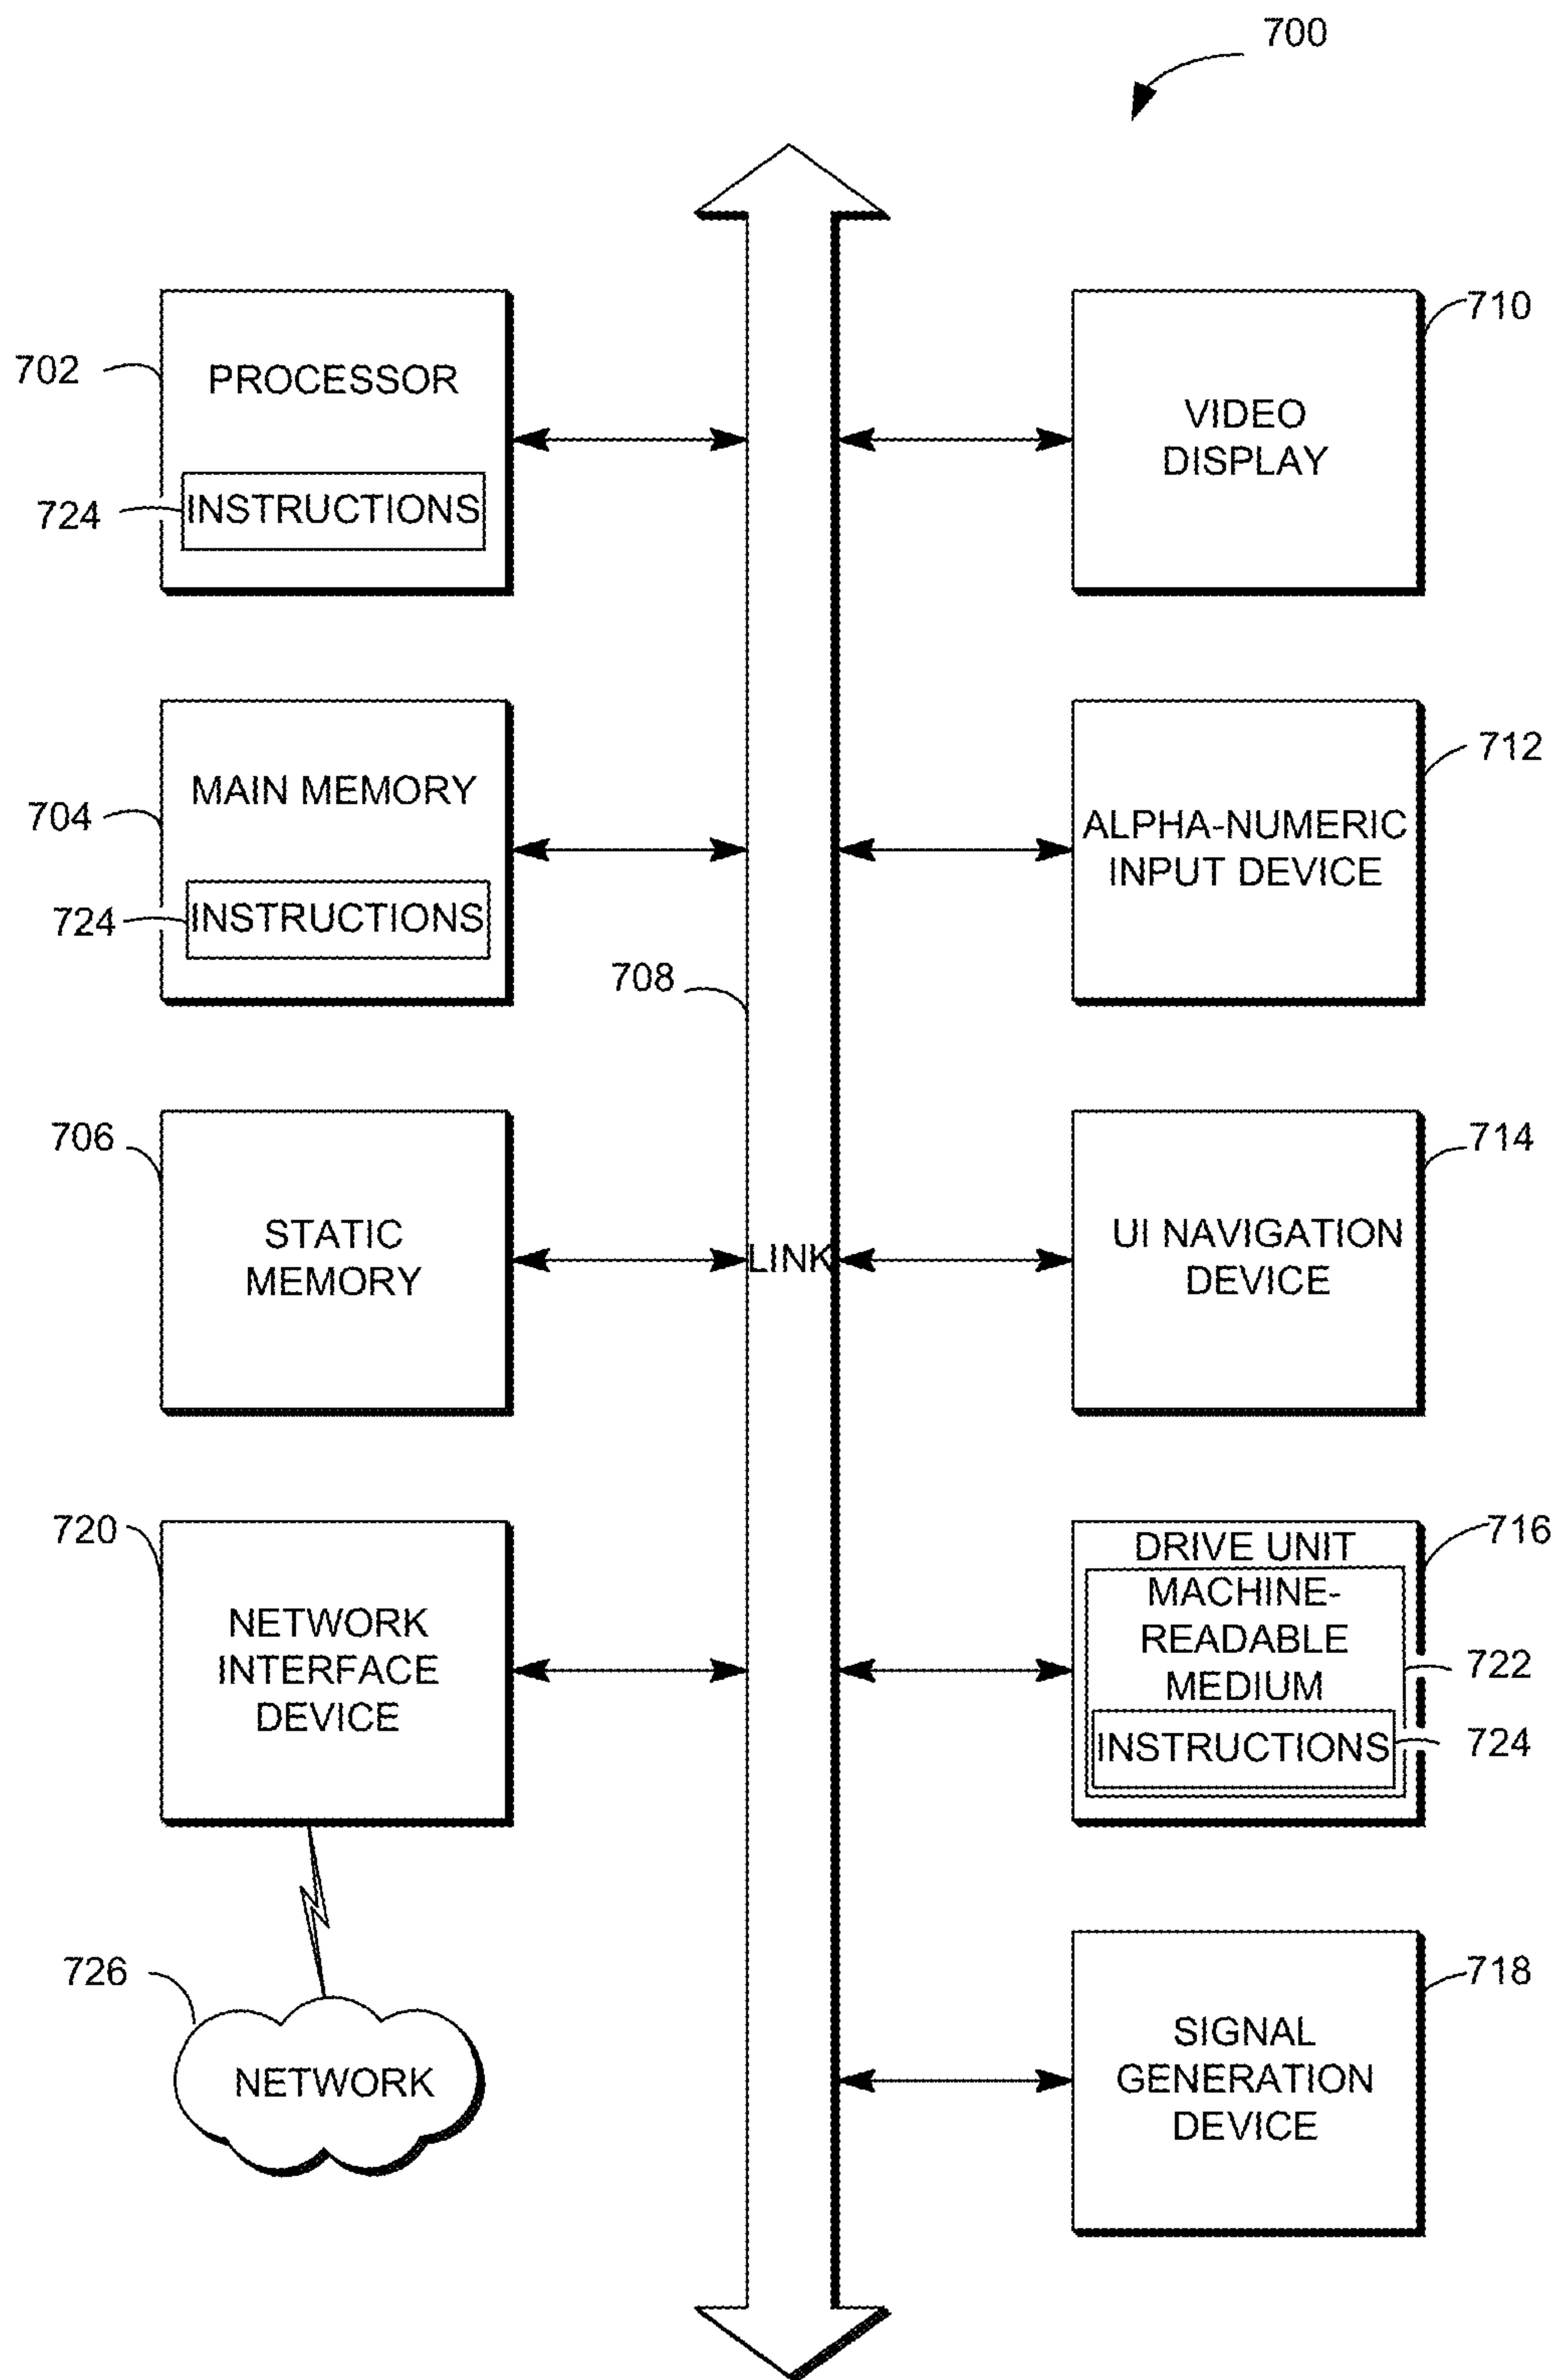 700
702
PROCESSOR
724
INSTRUCTIONS
710
VIDEO
DISPLAY
704
MAIN MEMORY
724
INSTRUCTIONS
712
ALPHA-NUMERIC
INPUT DEVICE
708
LINK
706
STATIC
MEMORY
714
UI NAVIGATION
DEVICE
720
NETWORK
INTERFACE
DEVICE
716
DRIVE UNIT
MACHINE-
READABLE
MEDIUM
722
INSTRUCTIONS
724
726
NETWORK
718
SIGNAL
GENERATION
DEVICE